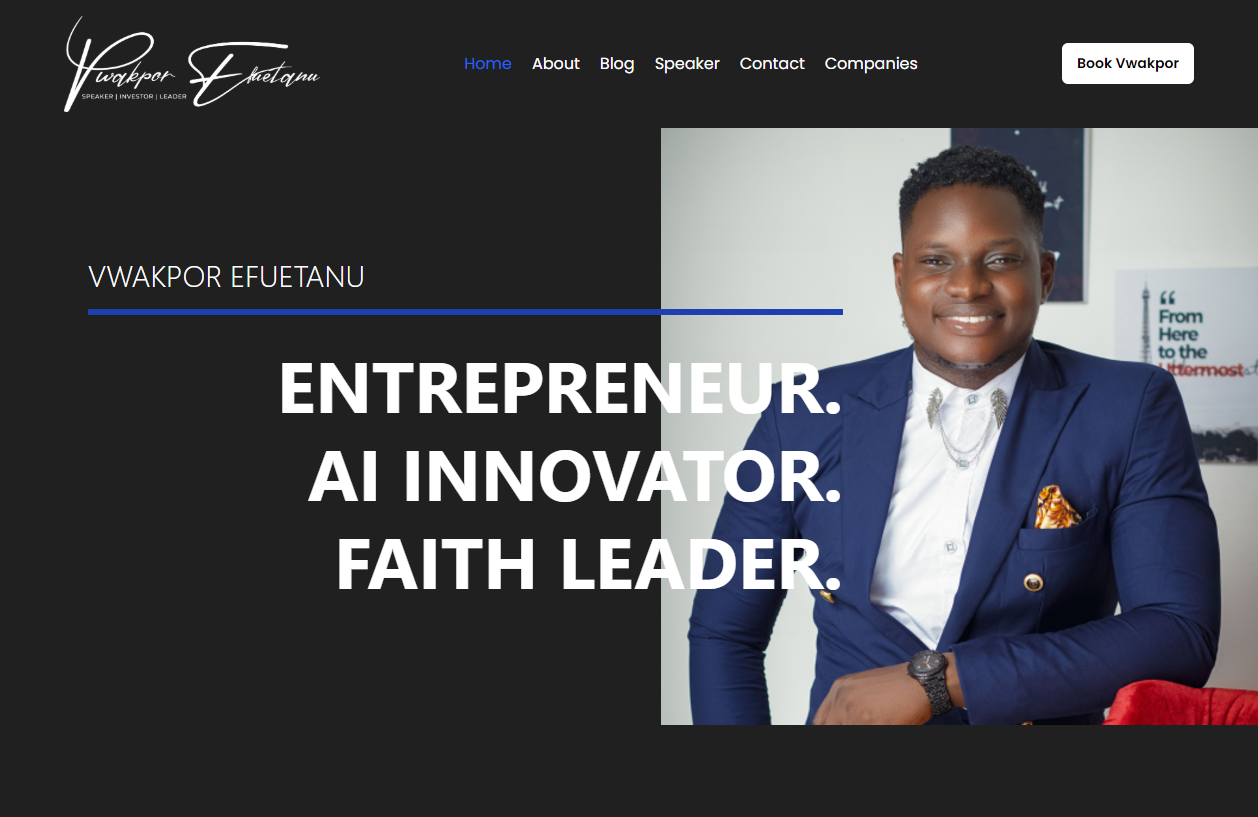 Vwakpor Efuetanu
SPEAKER | INVESTOR | LEADER
Home About Blog Speaker Contact Companies
Book Vwakpor
VWAKPOR EFUETANU
ENTREPRENEUR.
AI INNOVATOR.
FAITH LEADER.
“
From
Here
to the
Uttermost